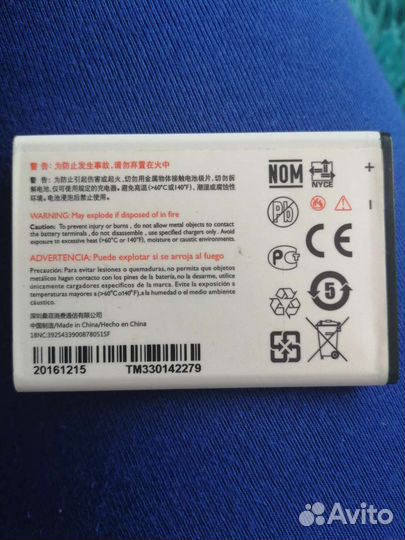 警 告: 为防止发生事故, 请勿弃置在火中
警 告: 为防止引起伤害或起火, 切勿用金属物体接触电池极片, 切勿拆
解电池, 仅可使用规定的充电器。避免高温(>60℃或140℉), 潮湿或腐蚀性
环境。电池浸后禁止使用。
WARNING: May explode if disposed of in fire
CAUTION: To prevent injury or burns , do not allow metal objects to contact
the battery terminals , do not disassemble , use specified chargers only. Avoid
exposure to excessive heat (>60℃ or 140℉), moisture or caustic environments.
ADVERTENCIA: Puede explotar si se arroja al fuego
Precaución: Para evitar lesiones o quemaduras, no permita que objetos
metálicos hagan contacto con los pines de la batería, no desarme, utilice
únicamente cargadores específicos de la marca. Evite la exposición a
temperaturas mayores a (>60℃o140℉), a la humedad o al medio ambiente
cáustico.
中国制造/Made in China/Hecho en China
18NC:392544339008780515F
20161215 TM330142279
NOM
NYCE
+
-
Pb
CE
5
Avito